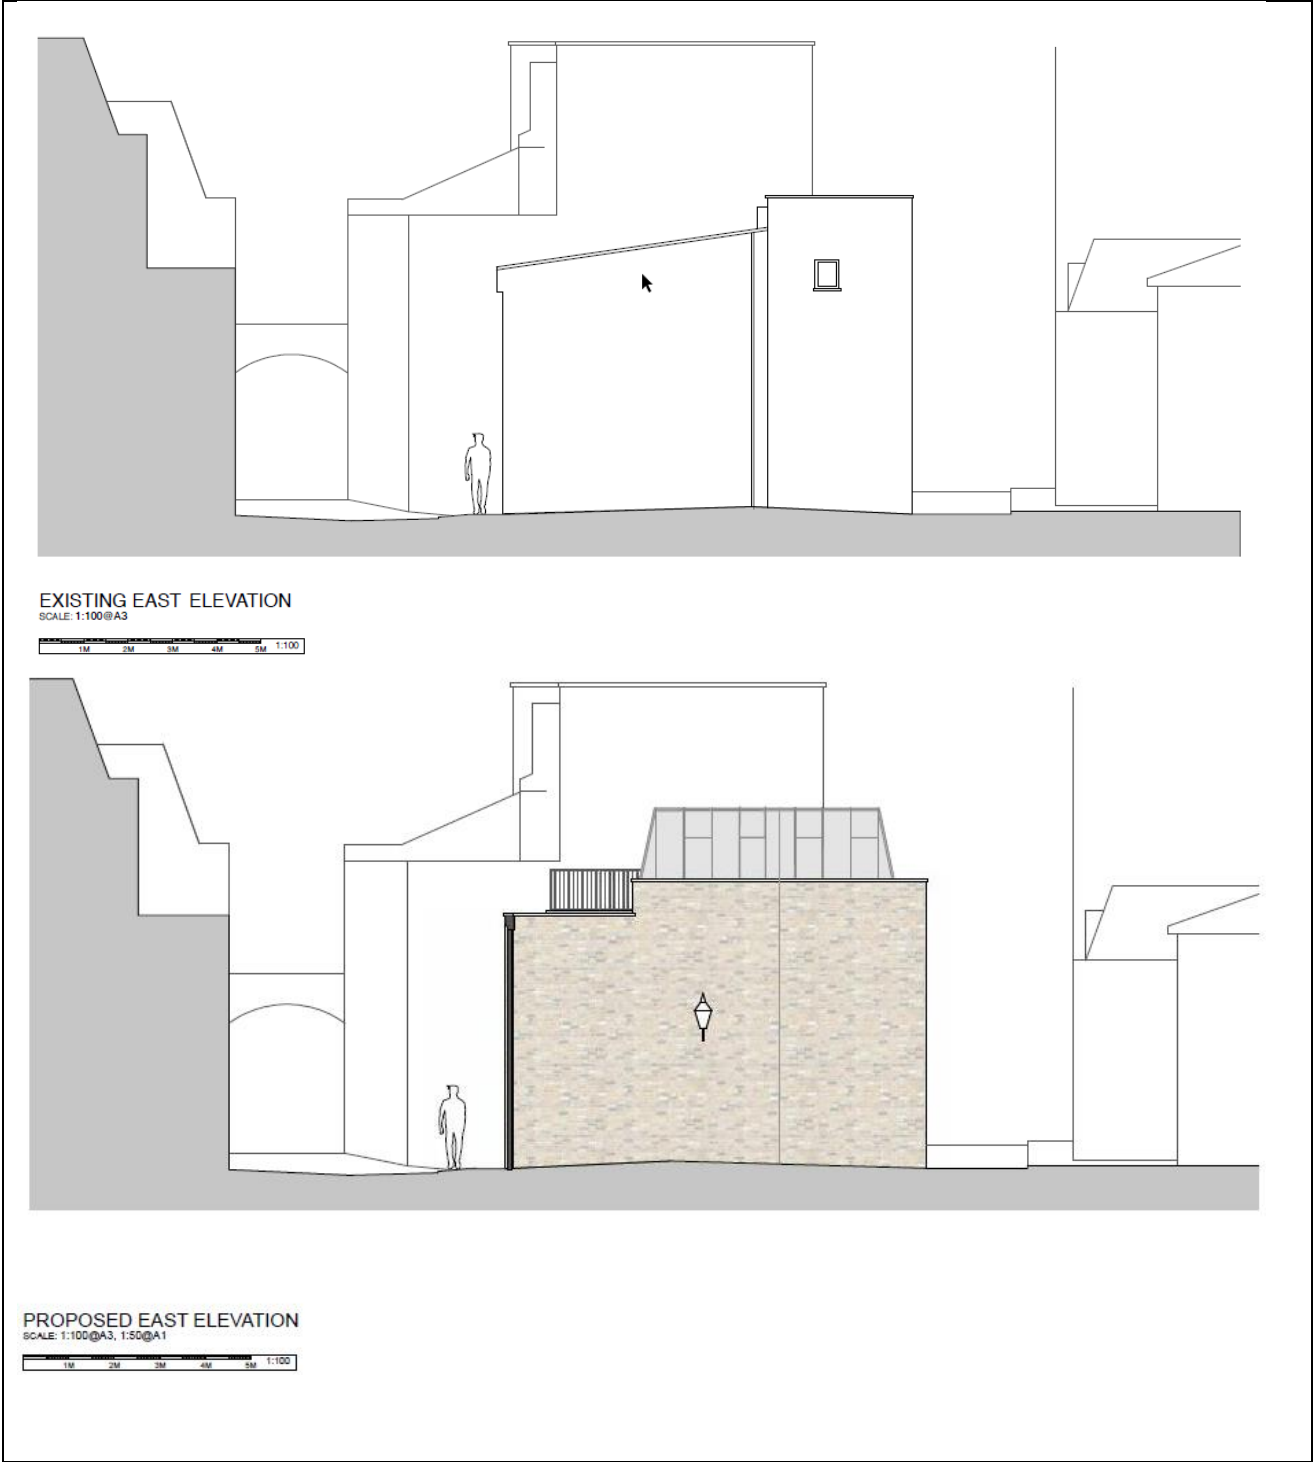 EXISTING EAST ELEVATION
SCALE: 1:100@A3
1M 2M 3M 4M 5M 1:100
PROPOSED EAST ELEVATION
SCALE: 1:100@A3, 1:50@A1
1M 2M 3M 4M 5M 1:100